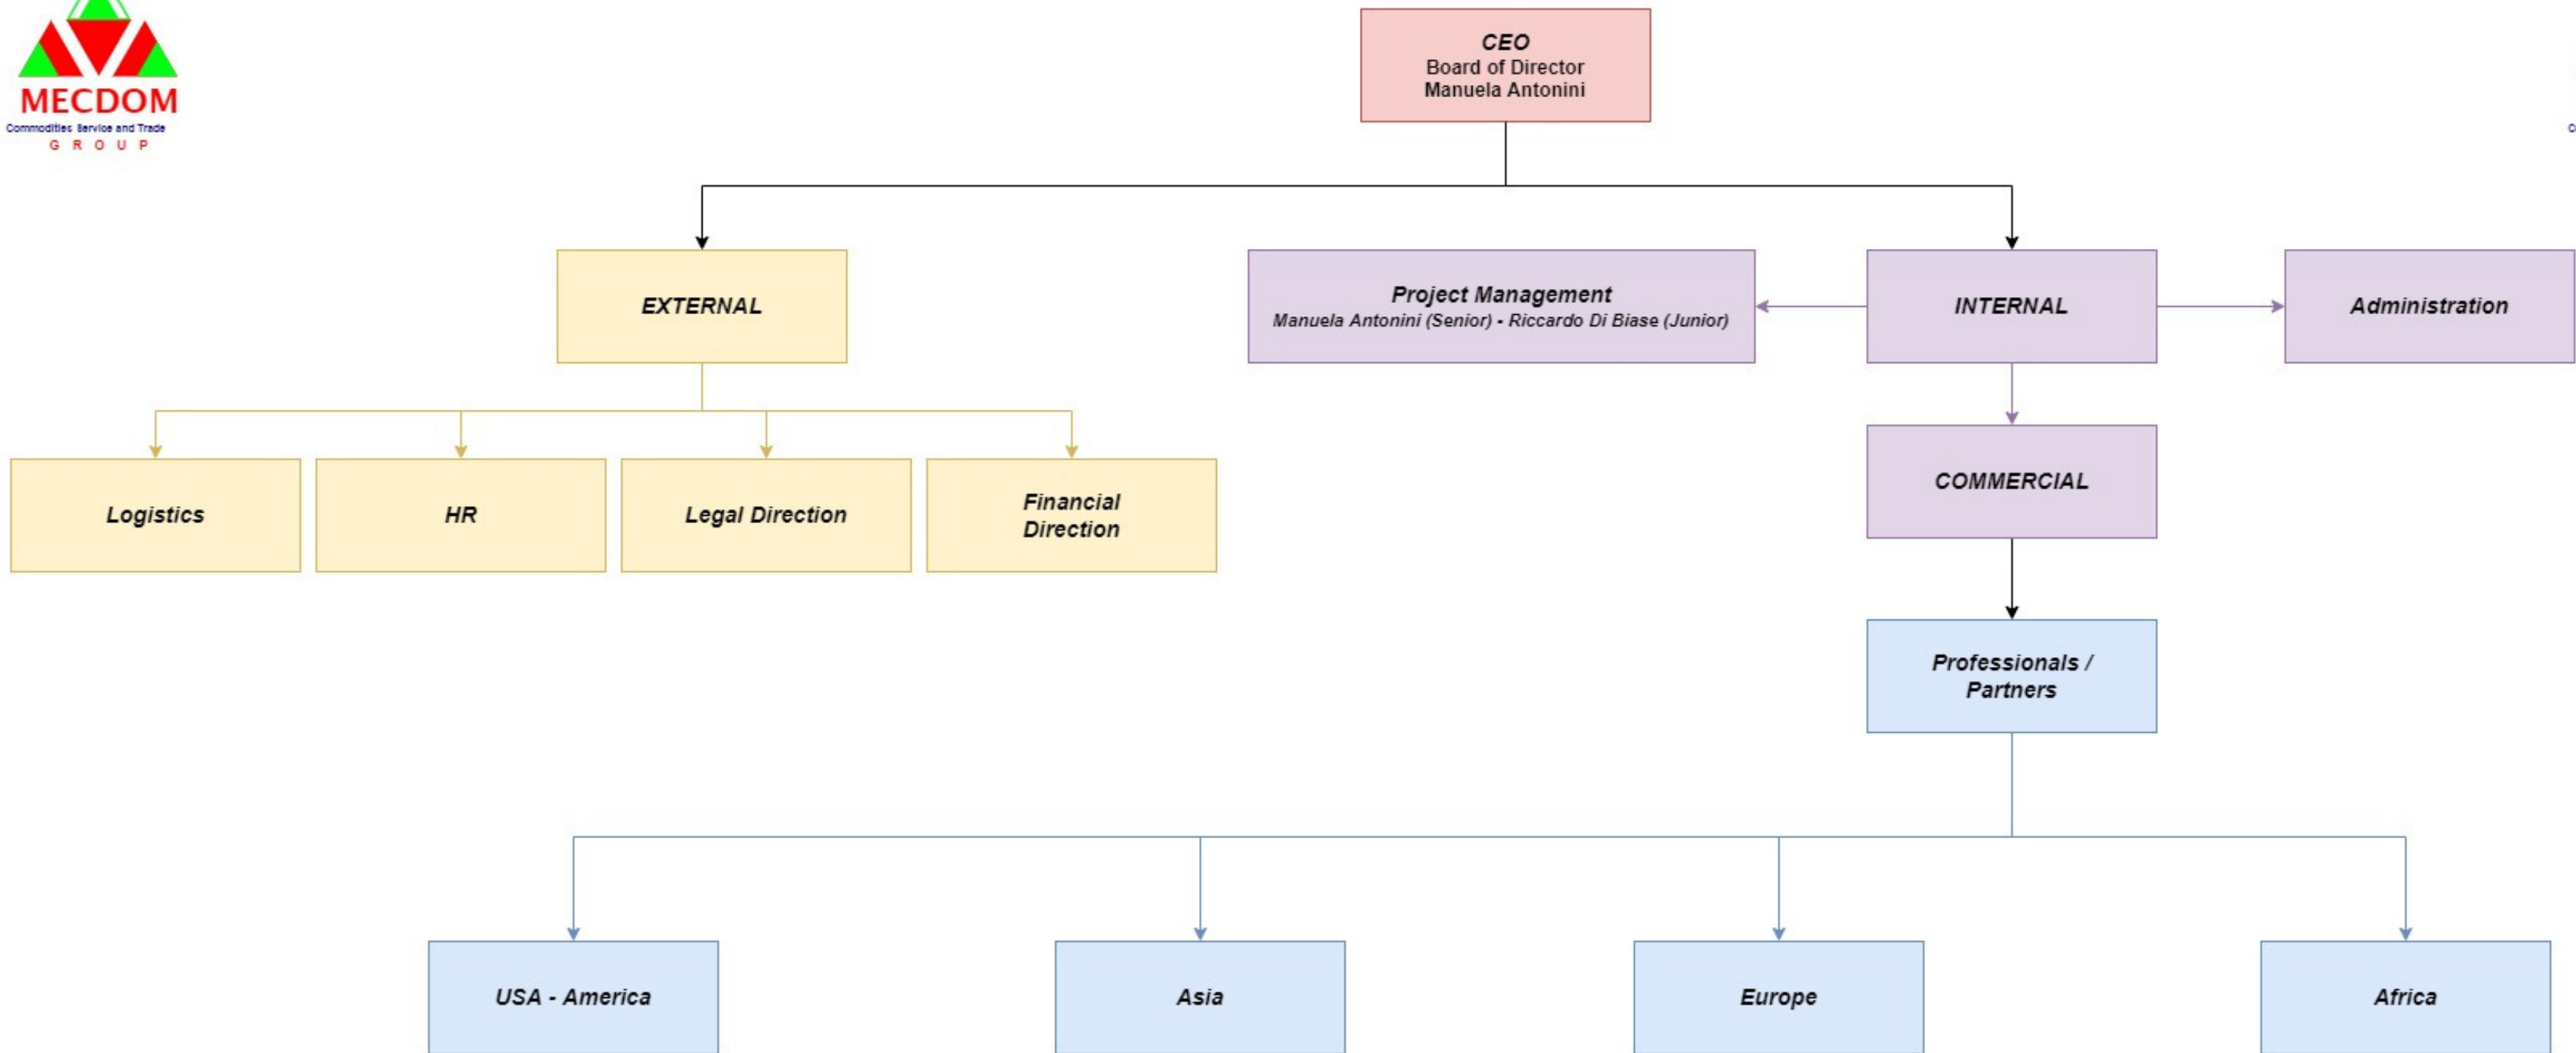 MECDOM
Commodities Service and Trade
G R O U P
CEO
Board of Director
Manuela Antonini
EXTERNAL
Project Management
Manuela Antonini (Senior) - Riccardo Di Biase (Junior)
INTERNAL
Administration
COMMERCIAL
Logistics
HR
Legal Direction
Financial
Direction
Professionals /
Partners
USA - America
Asia
Europe
Africa